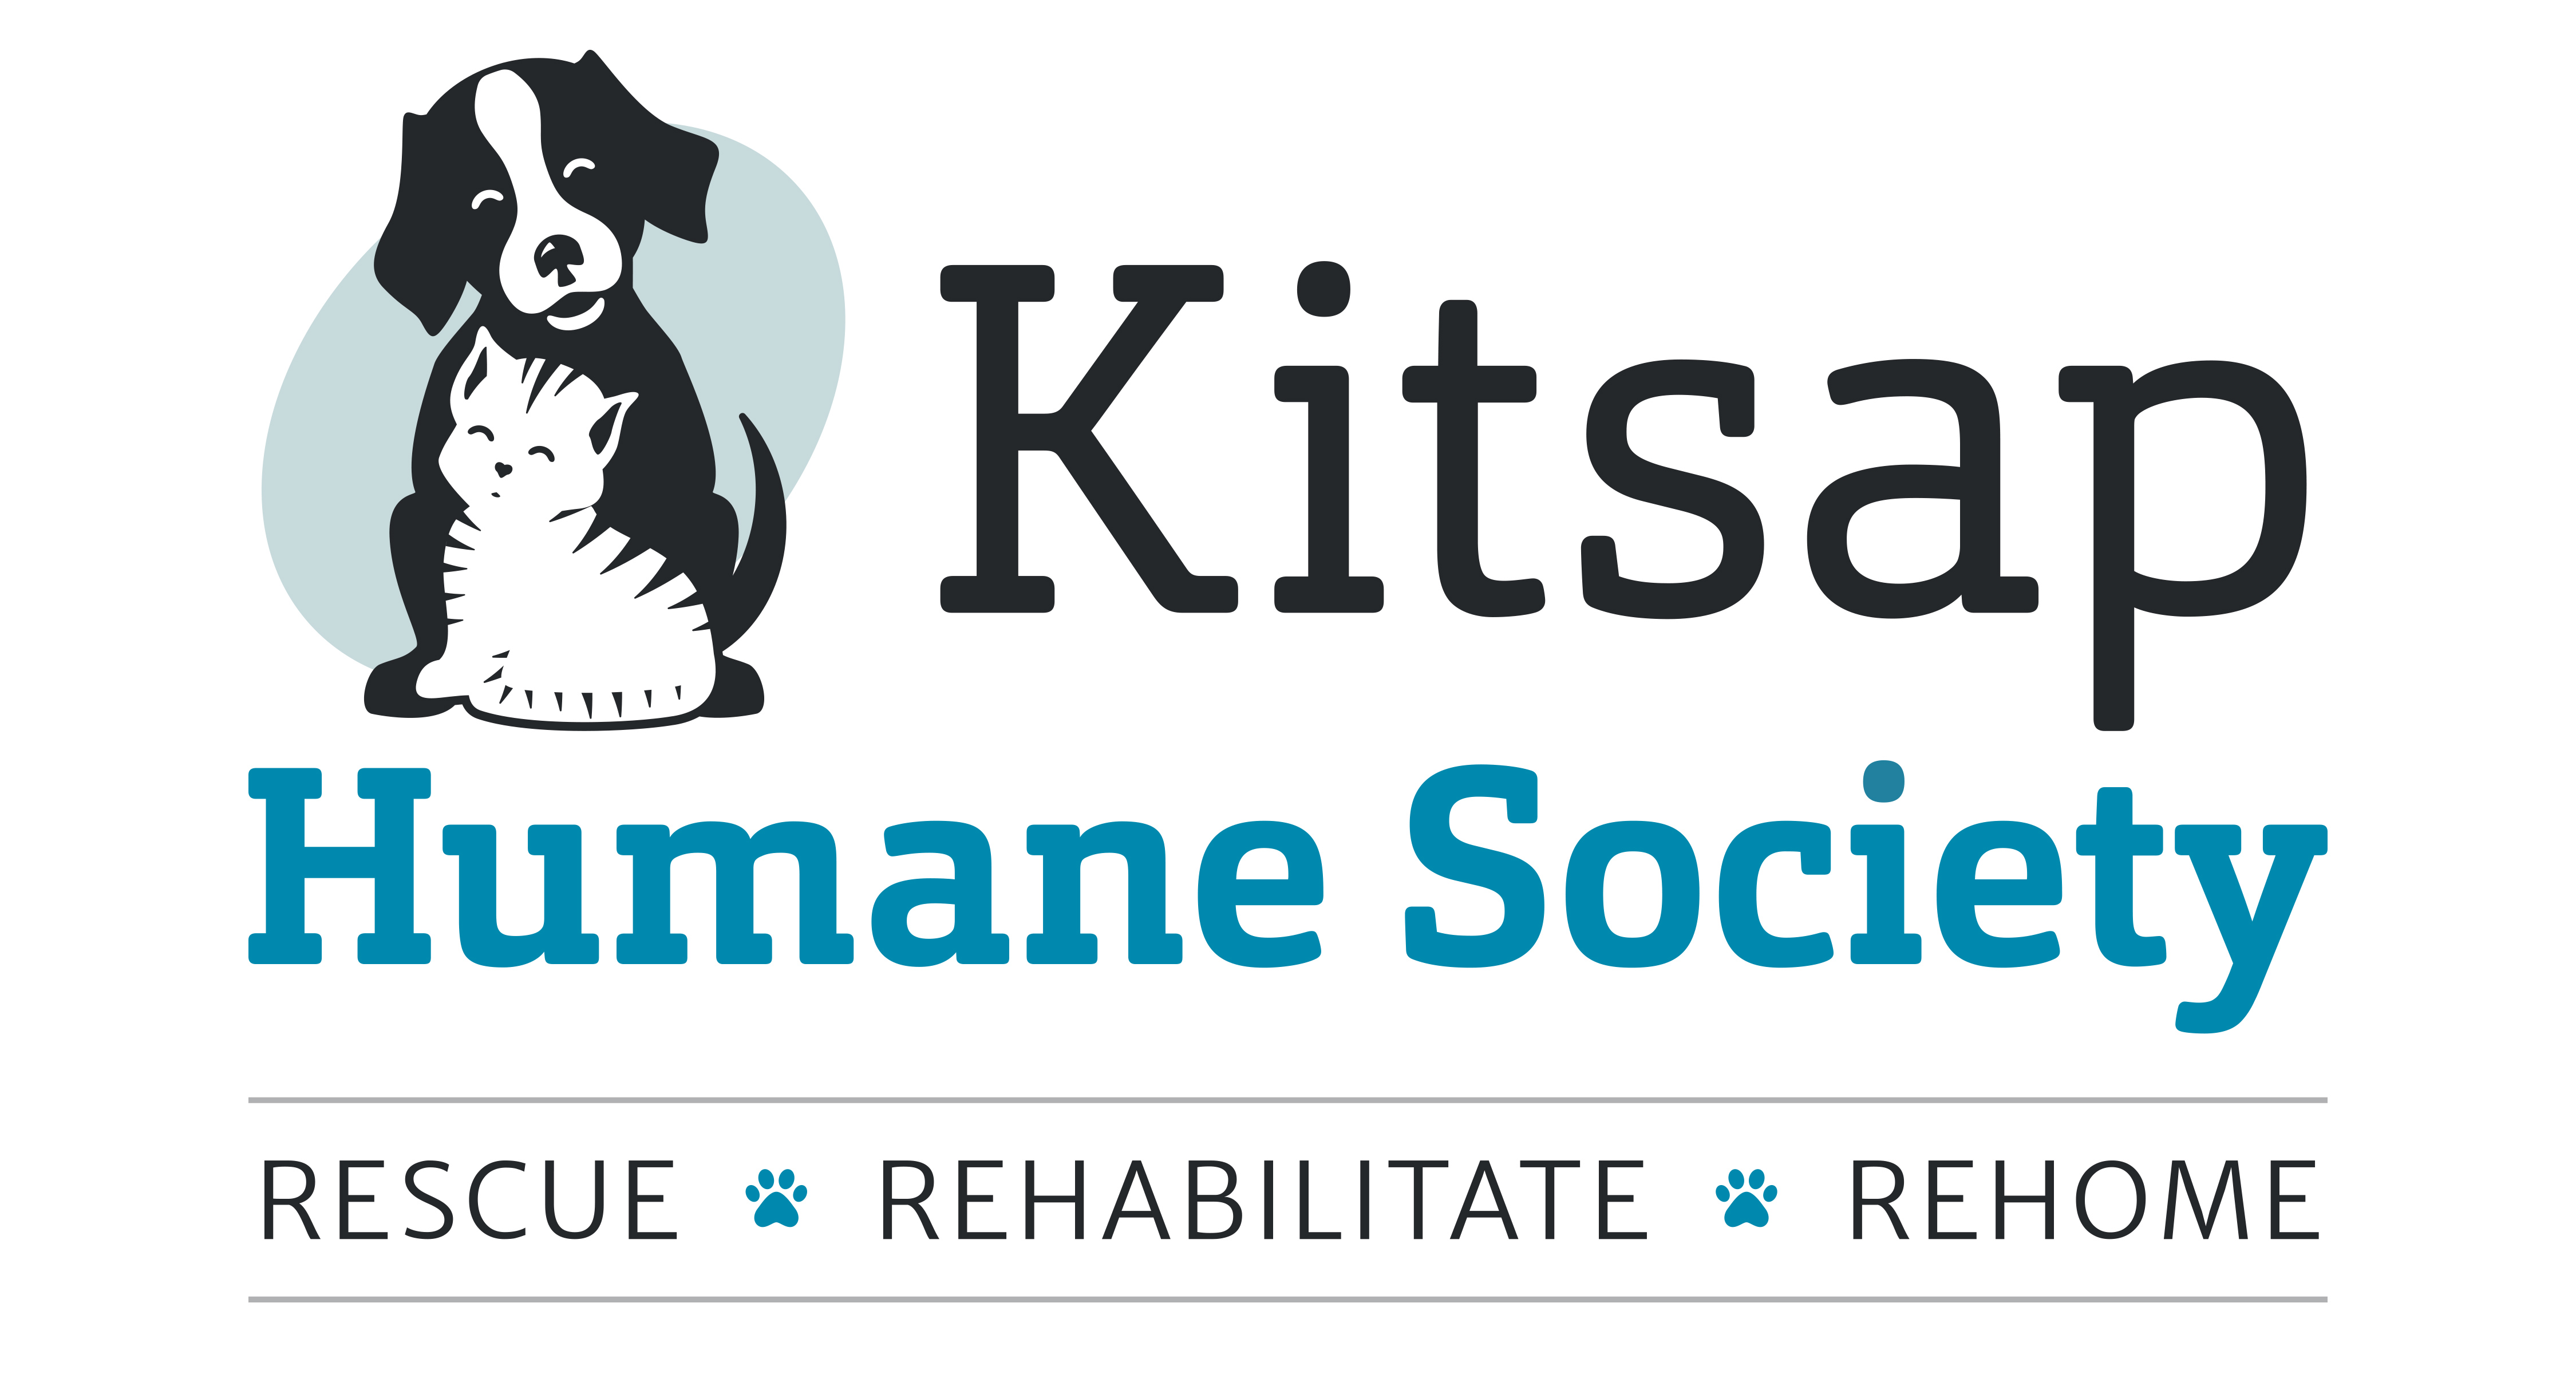 Kitsap
Humane Society
RESCUE REHABILITATE REHOME